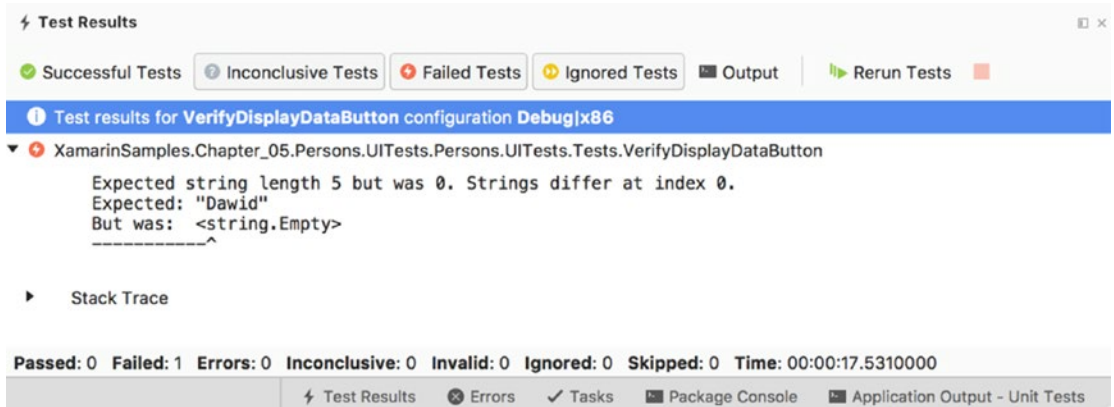 Test Results
Successful Tests Inconclusive Tests Failed Tests Ignored Tests Output Rerun Tests
Test results for VerifyDisplayDataButton configuration Debug|x86
XamarinSamples.Chapter_05.Persons.UITests.Persons.UITests.Tests.VerifyDisplayDataButton
Expected string length 5 but was 0. Strings differ at index 0.
Expected: "Dawid"
But was:  <string.Empty>
-----------^
Stack Trace
Passed: 0 Failed: 1 Errors: 0 Inconclusive: 0 Invalid: 0 Ignored: 0 Skipped: 0 Time: 00:00:17.5310000
Test Results Errors Tasks Package Console Application Output - Unit Tests